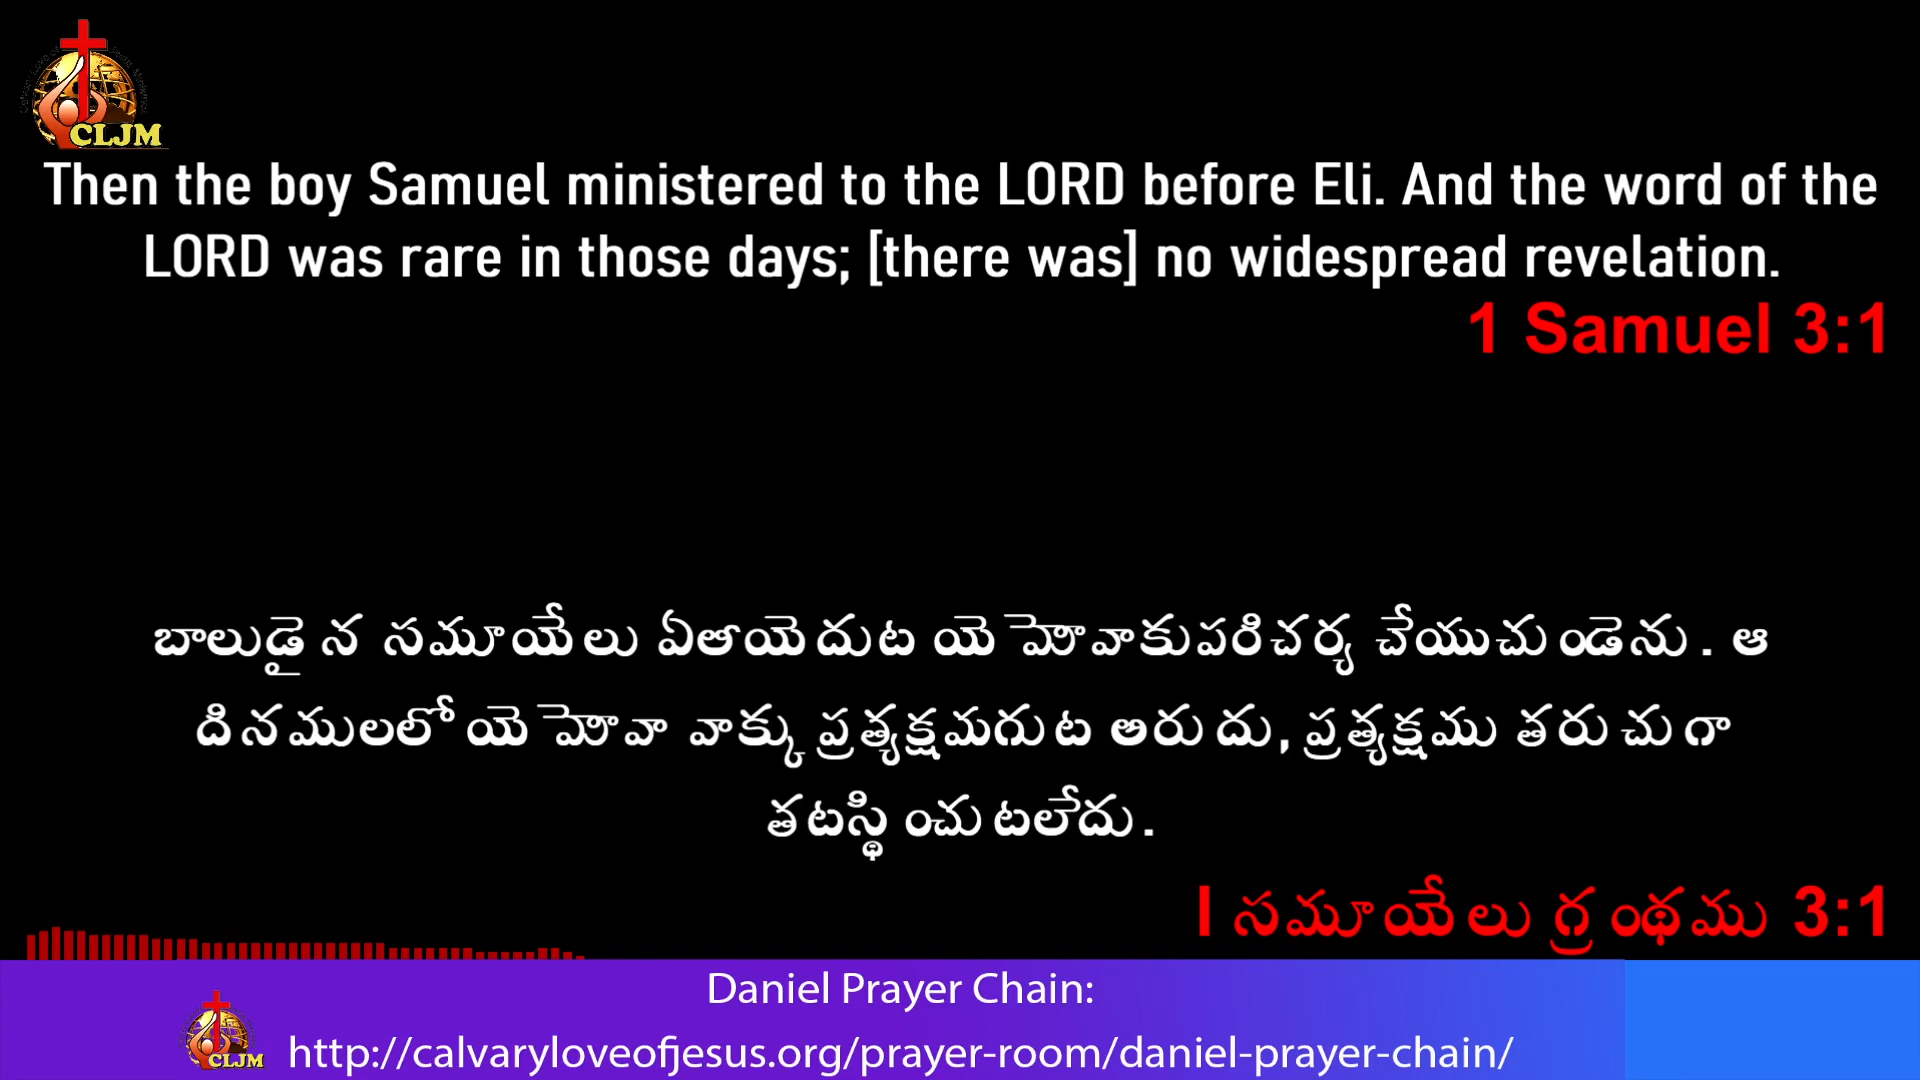 CLJM
Then the boy Samuel ministered to the LORD before Eli. And the word of the
LORD was rare in those days; [there was] no widespread revelation.
1 Samuel 3:1
బాలుడైన సమూయేలు ఏలీయెదుట యెహోవాకుపరిచర్య చేయుచుండెను. ఆ
దినములలో యెహోవా వాక్కు ప్రత్యక్షమగుట అరుదు, ప్రత్యక్షము తరుచుగా
తటస్థించుటలేదు.
I సమూయేలు గ్రంథము 3:1
Daniel Prayer Chain:
CLJM
http://calvaryloveofjesus.org/prayer-room/daniel-prayer-chain/